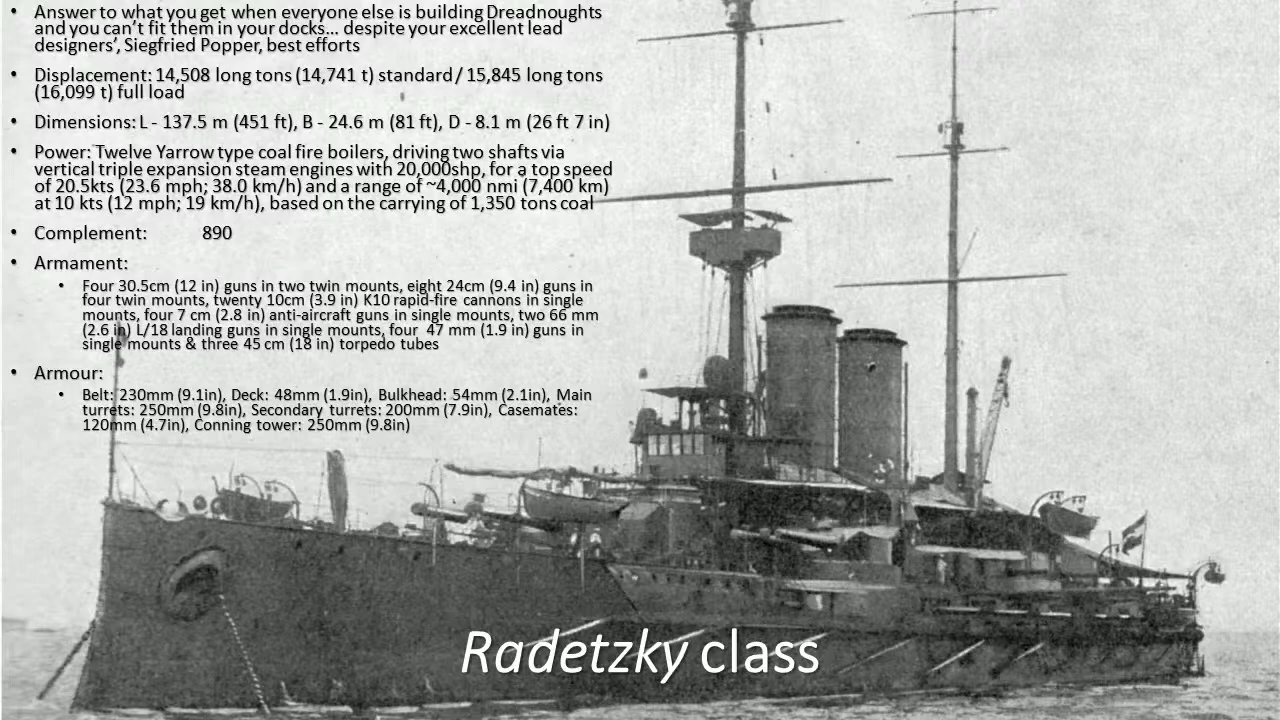 • Answer to what you get when everyone else is building Dreadnoughts
and you can't fit them in your docks... despite your excellent lead
designers', Siegfried Popper, best efforts
• Displacement: 14,508 long tons (14,741 t) standard / 15,845 long tons
(16,099 t) full load
• Dimensions: L - 137.5 m (451 ft), B - 24.6 m (81 ft), D - 8.1 m (26 ft 7 in)
• Power: Twelve Yarrow type coal fire boilers, driving two shafts via
vertical triple expansion steam engines with 20,000shp, for a top speed
of 20.5kts (23.6 mph; 38.0 km/h) and a range of ~4,000 nmi (7,400 km)
at 10 kts (12 mph; 19 km/h), based on the carrying of 1,350 tons coal
• Complement: 890
• Armament:
• Four 30.5cm (12 in) guns in two twin mounts, eight 24cm (9.4 in) guns in
four twin mounts, twenty 10cm (3.9 in) K10 rapid-fire cannons in single
mounts, four 7 cm (2.8 in) anti-aircraft guns in single mounts, two 66 mm
(2.6 in) L/18 landing guns in single mounts, four 47 mm (1.9 in) guns in
single mounts & three 45 cm (18 in) torpedo tubes
• Armour:
• Belt: 230mm (9.1in), Deck: 48mm (1.9in), Bulkhead: 54mm (2.1in), Main
turrets: 250mm (9.8in), Secondary turrets: 200mm (7.9in), Casemates:
120mm (4.7in), Conning tower: 250mm (9.8in)
Radetzky class